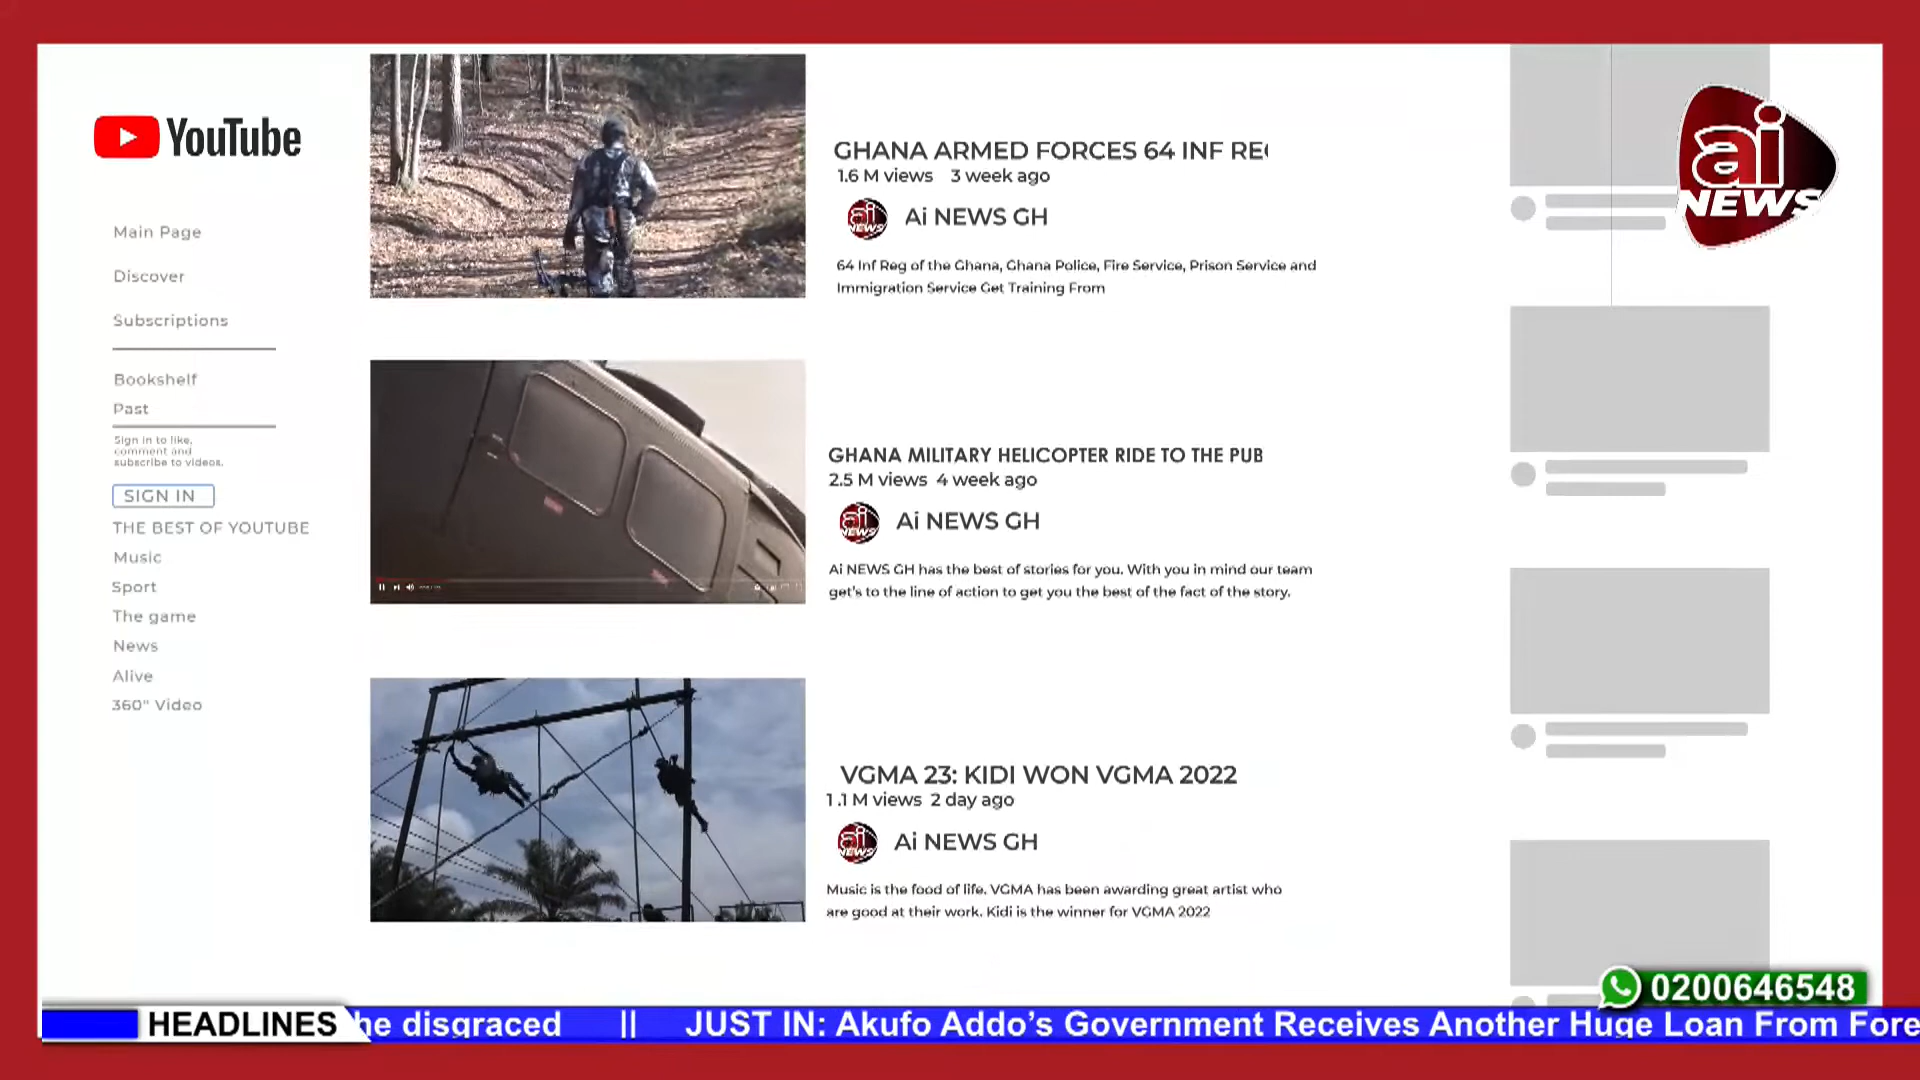 YouTube
Main Page
Discover
Subscriptions
Bookshelf
Past
Sign in to like,
comment and
subscribe to videos.
SIGN IN
THE BEST OF YOUTUBE
Music
Sport
The game
News
Alive
360" Video
GHANA ARMED FORCES 64 INF REG
1.6 M views 3 week ago
ai NEWS
Ai NEWS GH
64 Inf Reg of the Ghana, Ghana Police, Fire Service, Prison Service and
Immigration Service Get Training From
GHANA MILITARY HELICOPTER RIDE TO THE PUB
2.5 M views 4 week ago
ai NEWS
Ai NEWS GH
Ai NEWS GH has the best of stories for you. With you in mind our team
get's to the line of action to get you the best of the fact of the story.
VGMA 23: KIDI WON VGMA 2022
1.1 M views 2 day ago
ai NEWS
Ai NEWS GH
Music is the food of life. VGMA has been awarding great artist who
are good at their work. Kidi is the winner for VGMA 2022
ai
NEWS
0200646548
HEADLINES
he disgraced || JUST IN: Akufo Addo's Government Receives Another Huge Loan From Fore